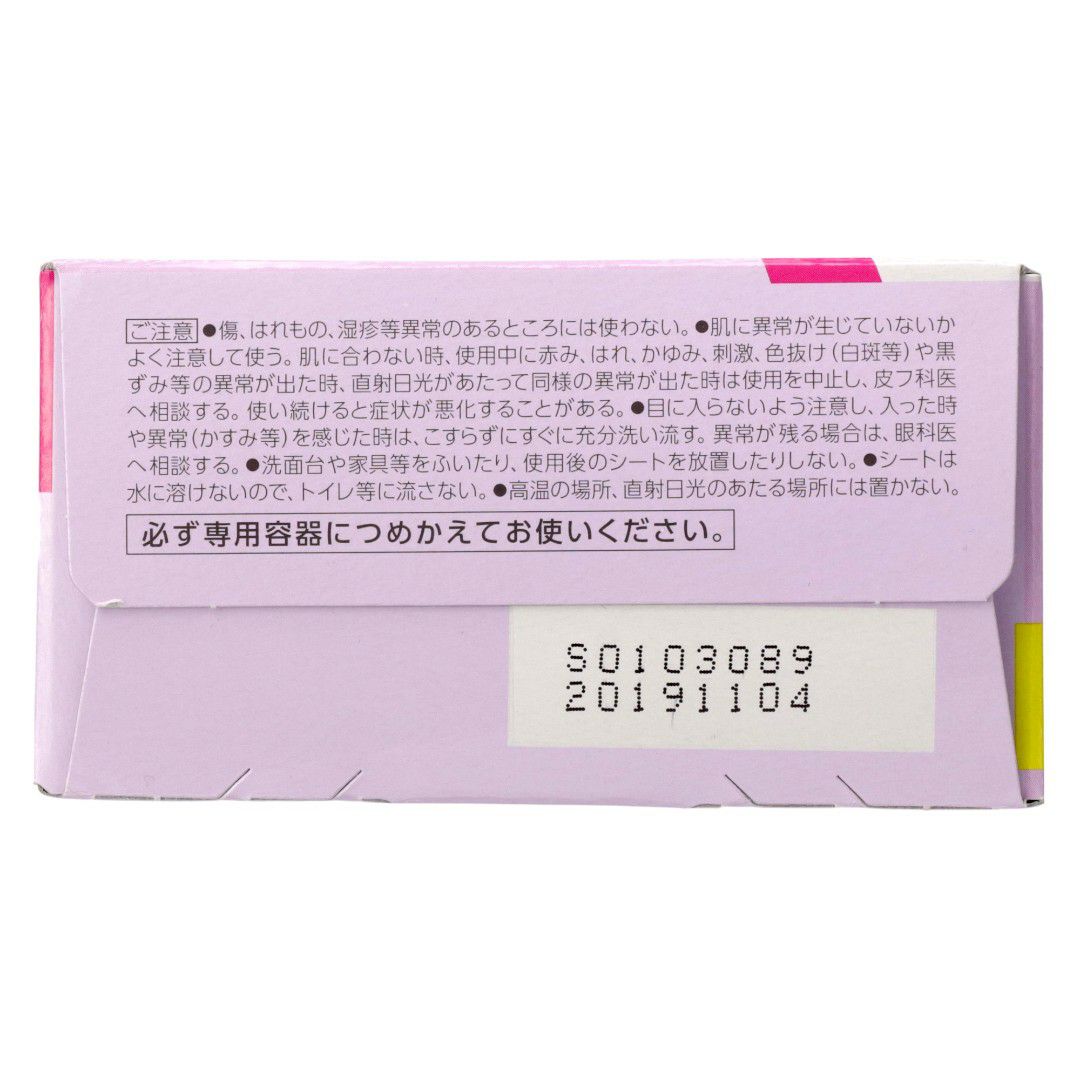 ご注意 ●傷、はれもの、湿疹等異常のあるところには使わない。●肌に異常が生じていないか
よく注意して使う。肌に合わない時、使用中に赤み、はれ、かゆみ、刺激、色抜け(白斑等)や黒
ずみ等の異常が出た時、直射日光があたって同様の異常が出た時は使用を中止し、皮フ科医
へ相談する。使い続けると症状が悪化することがある。●目に入らないよう注意し、入った時
や異常(かすみ等)を感じた時は、こすらずにすぐに充分洗い流す。異常が残る場合は、眼科医
へ相談する。●洗面台や家具等をふいたり、使用後のシートを放置したりしない。●シートは
水に溶けないので、トイレ等に流さない。●高温の場所、直射日光のあたる場所には置かない。
必ず専用容器につめかえてお使いください。
S0103089
20191104